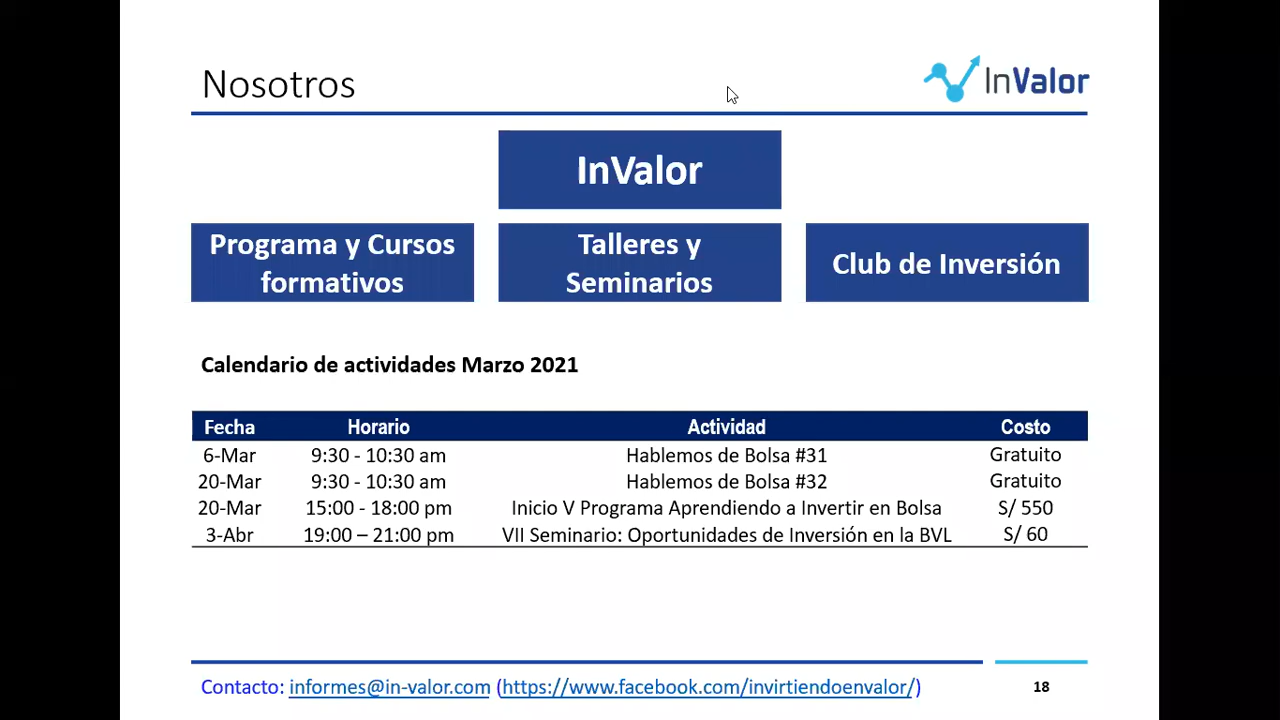 Nosotros
InValor
InValor
Programa y Cursos
formativos
Talleres y
Seminarios
Club de Inversión
Calendario de actividades Marzo 2021
Fecha Horario Actividad Costo
6-Mar 9:30 - 10:30 am Hablemos de Bolsa #31 Gratuito
20-Mar 9:30 - 10:30 am Hablemos de Bolsa #32 Gratuito
20-Mar 15:00 - 18:00 pm Inicio V Programa Aprendiendo a Invertir en Bolsa S/ 550
3-Abr 19:00 – 21:00 pm VII Seminario: Oportunidades de Inversión en la BVL S/ 60
Contacto: informes@in-valor.com (https://www.facebook.com/invirtiendoenvalor/) 18